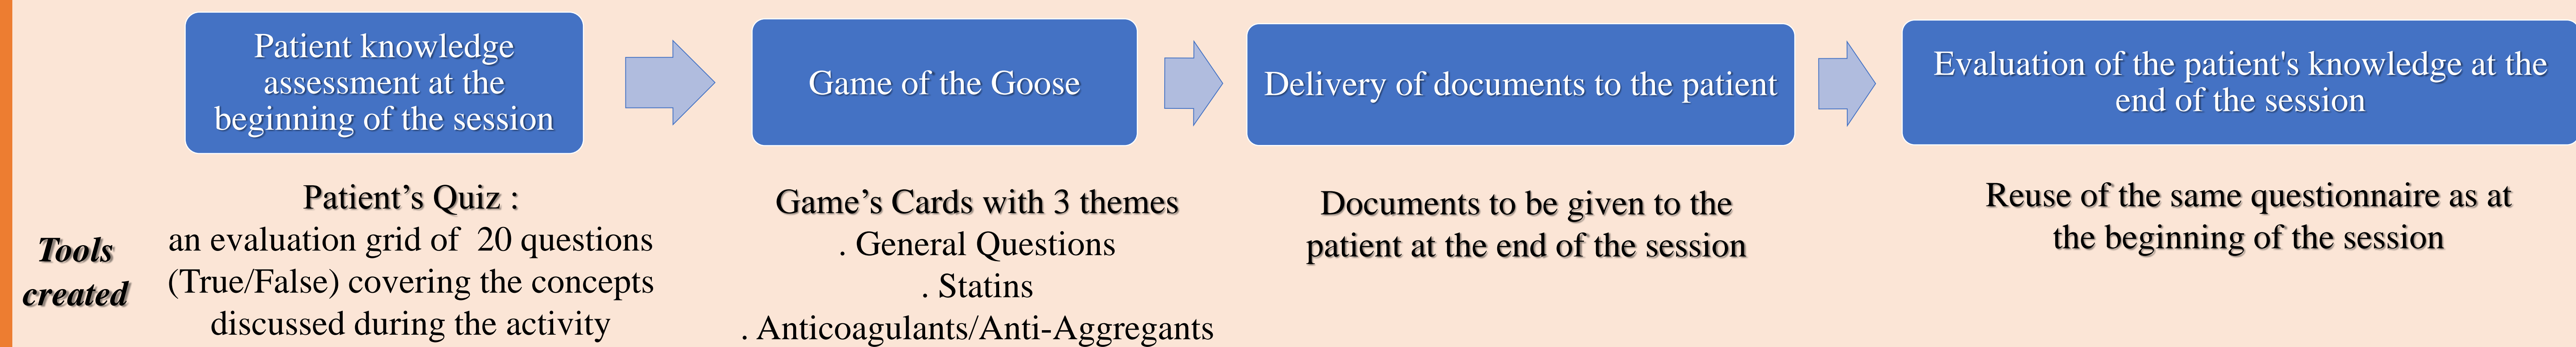 Patient knowledge
assessment at the
beginning of the session
Game of the Goose
Delivery of documents to the patient
Evaluation of the patient's knowledge at the
end of the session
Tools
created
Patient’s Quiz :
an evaluation grid of 20 questions
(True/False) covering the concepts
discussed during the activity
Game’s Cards with 3 themes
. General Questions
. Statins
. Anticoagulants/Anti-Aggregants
Documents to be given to the
patient at the end of the session
Reuse of the same questionnaire as at
the beginning of the session